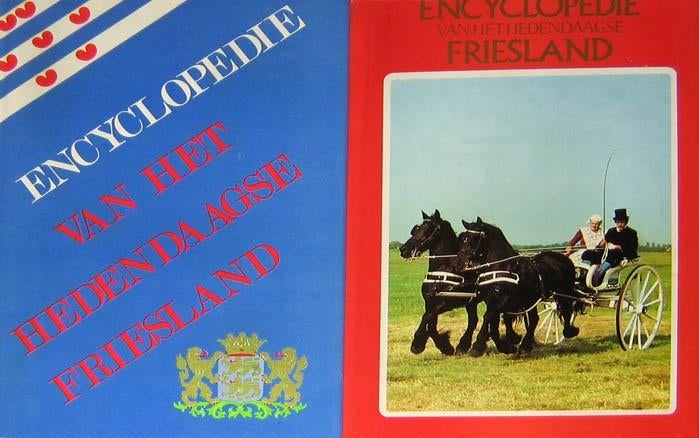 ENCYCLOPEDIE
VAN HET
HEDENDAAGSE
FRIESLAND
ENCYCLOPEDIE
VAN HET HEDENDAAGSE
FRIESLAND